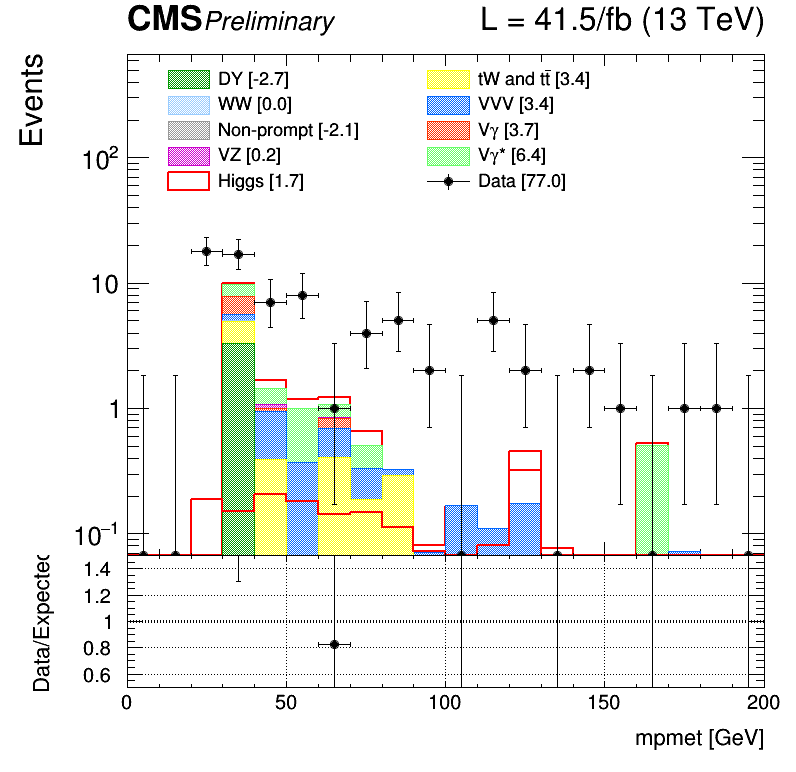 CMS Preliminary L = 41.5/fb (13 TeV)
Events
DY [-2.7]
WW [0.0]
Non-prompt [-2.1]
VZ [0.2]
Higgs [1.7]
tW and tt̄ [3.4]
VVV [3.4]
Vγ [3.7]
Vγ* [6.4]
Data [77.0]
10²
10
1
10⁻¹
Data/Expected
1.4
1.2
1
0.8
0.6
0 50 100 150 200
mpmet [GeV]